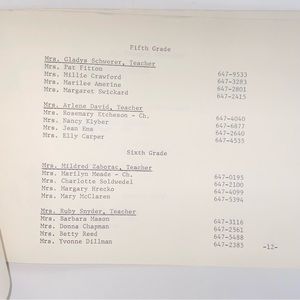 Fifth Grade
Mrs. Gladys Schwerer, Teacher
Mrs. Pat Fitton 647-9533
Mrs. Millie Crawford 647-3283
Mrs. Marilee Amerine 647-2801
Mrs. Margaret Swickard 647-2415
Mrs. Arlene David, Teacher
Mrs. Rosemary Etcheson - Ch. 647-4040
Mrs. Nancy Klyber 647-6877
Mrs. Jean Ems 647-2640
Mrs. Elly Carper 647-4535
Sixth Grade
Mrs. Mildred Zaborac, Teacher
Mrs. Marilyn Meade - Ch. 647-0195
Mrs. Charlotte Soldwedel 647-2100
Mrs. Margary Hrecko 647-4099
Mrs. Mary McClaren 647-5394
Mrs. Ruby Snyder, Teacher
Mrs. Barbara Mason 647-3116
Mrs. Donna Chapman 647-2561
Mrs. Betty Reed 647-5488
Mrs. Yvonne Dillman 647-2385 -12-